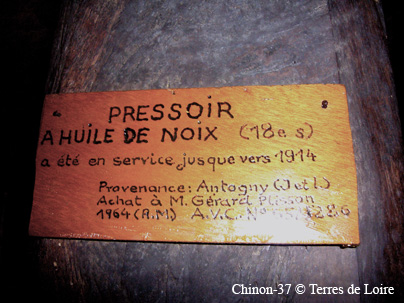 PRESSOIR
A HUILE DE NOIX (18e s)
a été en service jusque vers 1914
Provenance: Antogny (I et L)
Achat à M. Gérard Plisson
1964 (A.M) A.V.C. N°
Chinon-37 © Terres de Loire